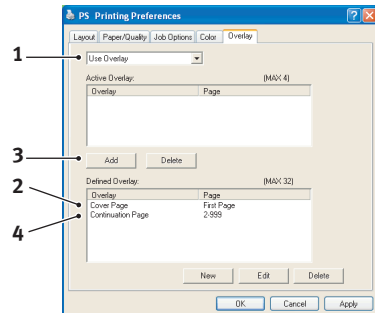 PS Printing Preferences
Layout Paper/Quality Job Options Color Overlay
1
Use Overlay
Active Overlay: (MAX 4)
Overlay Page
3
Add Delete
Defined Overlay: (MAX 32)
Overlay Page
2
Cover Page First Page
Continuation Page 2-999
4
New Edit Delete
OK Cancel Apply